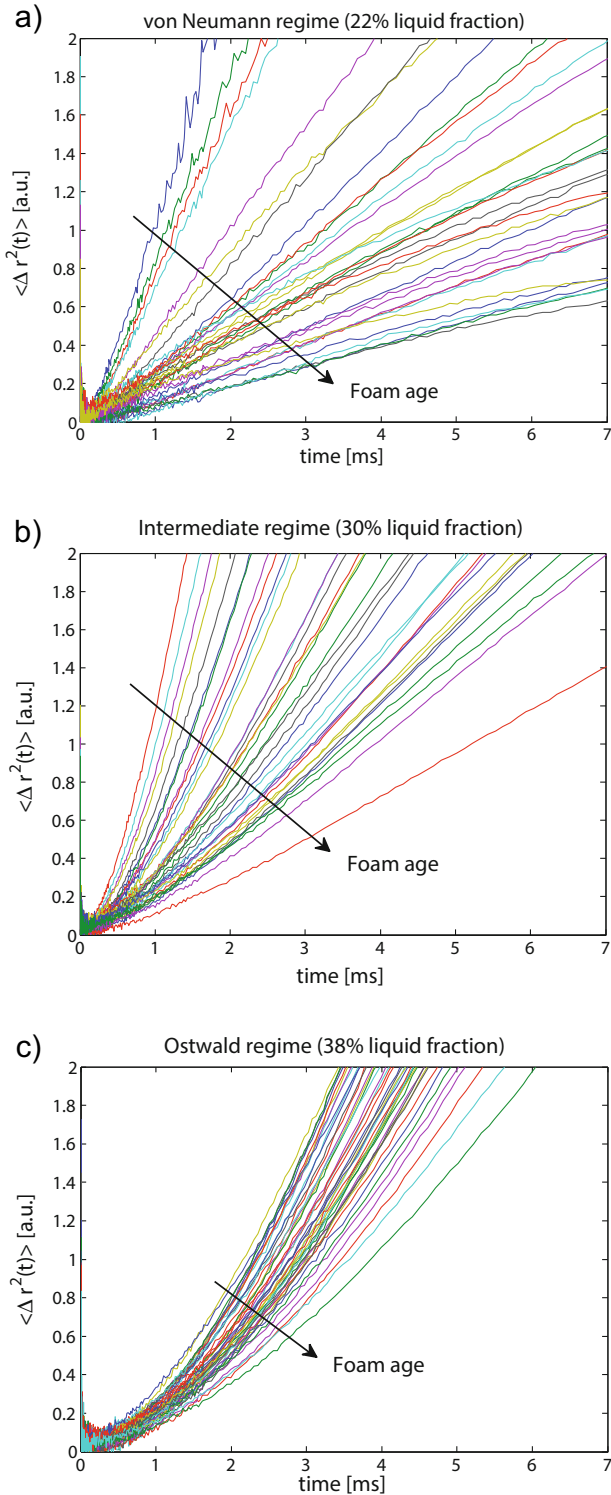 a)
von Neumann regime (22% liquid fraction)
2
1.8
1.6
1.4
1.2
1
0.8
0.6
0.4
0.2
0
<Δ r²(t)> [a.u.]
Foam age
0 1 2 3 4 5 6 7
time [ms]
b)
Intermediate regime (30% liquid fraction)
2
1.8
1.6
1.4
1.2
1
0.8
0.6
0.4
0.2
0
<Δ r²(t)> [a.u.]
Foam age
0 1 2 3 4 5 6 7
time [ms]
c)
Ostwald regime (38% liquid fraction)
2
1.8
1.6
1.4
1.2
1
0.8
0.6
0.4
0.2
0
<Δ r²(t)> [a.u.]
Foam age
0 1 2 3 4 5 6 7
time [ms]